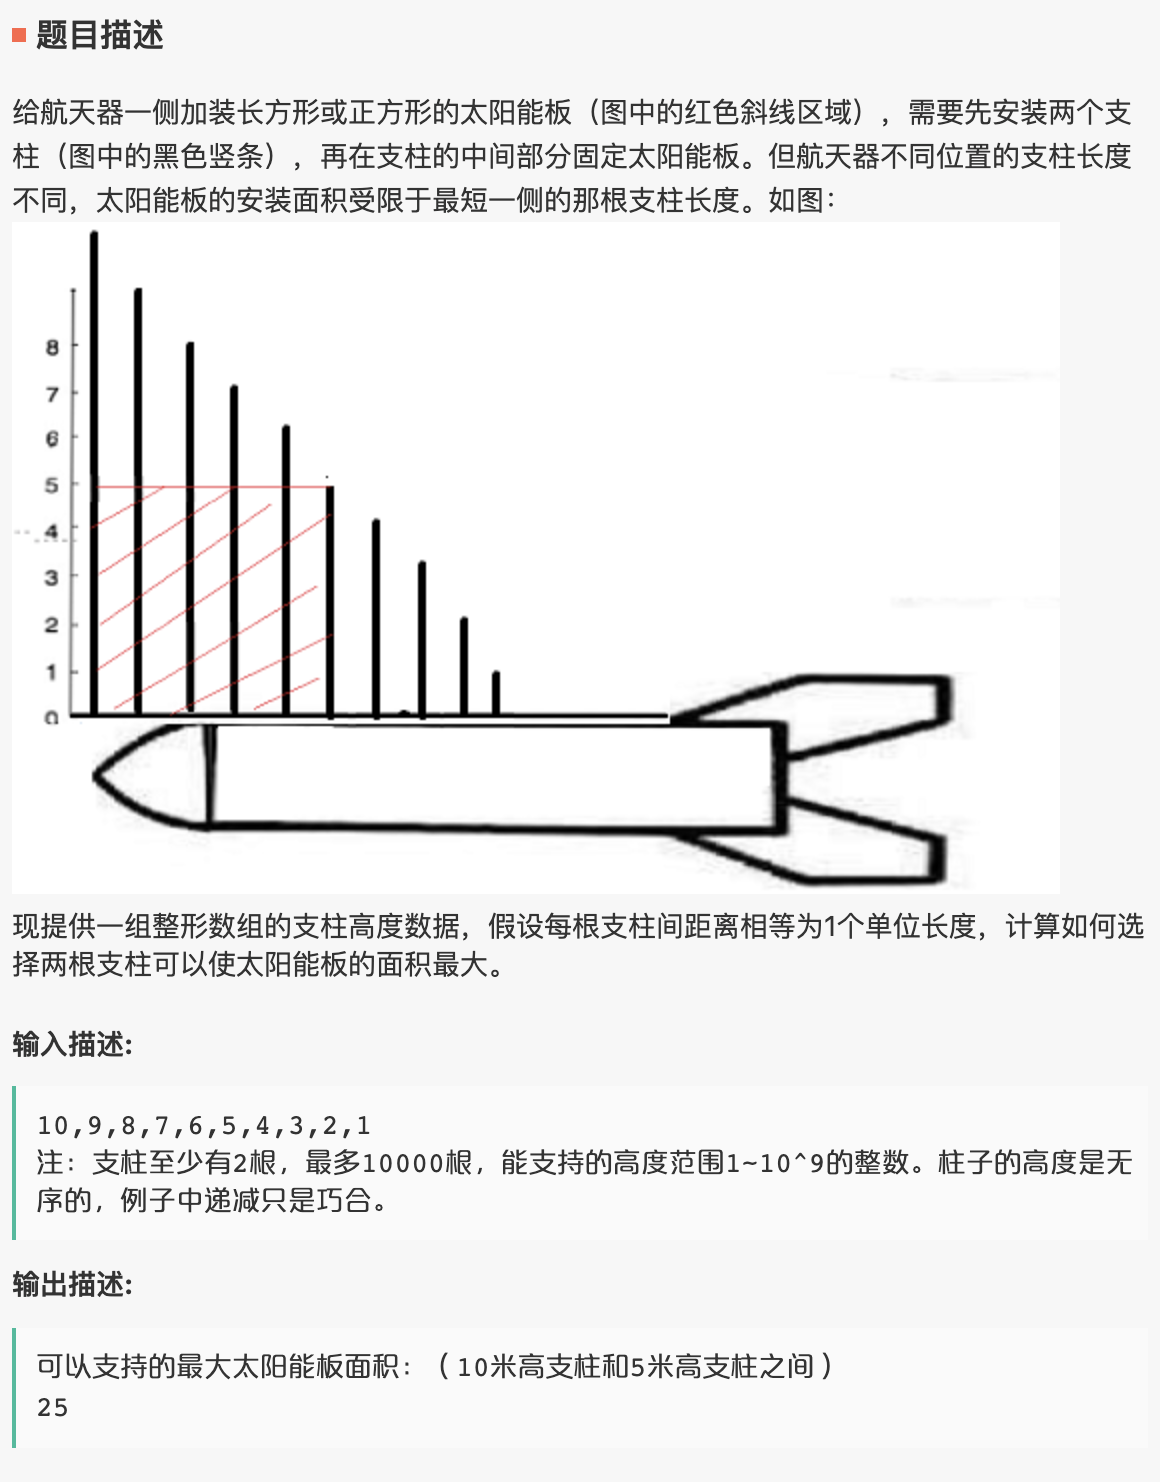 题目描述
给航天器一侧加装长方形或正方形的太阳能板（图中的红色斜线区域），需要先安装两个支
柱（图中的黑色竖条），再在支柱的中间部分固定太阳能板。但航天器不同位置的支柱长度
不同，太阳能板的安装面积受限于最短一侧的那根支柱长度。如图：
8
7
6
5
4
3
2
1
0
现提供一组整形数组的支柱高度数据，假设每根支柱间距离相等为1个单位长度，计算如何选
择两根支柱可以使太阳能板的面积最大。
输入描述:
10,9,8,7,6,5,4,3,2,1
注：支柱至少有2根，最多10000根，能支持的高度范围1~10^9的整数。柱子的高度是无
序的，例子中递减只是巧合。
输出描述:
可以支持的最大太阳能板面积：（10米高支柱和5米高支柱之间）
25